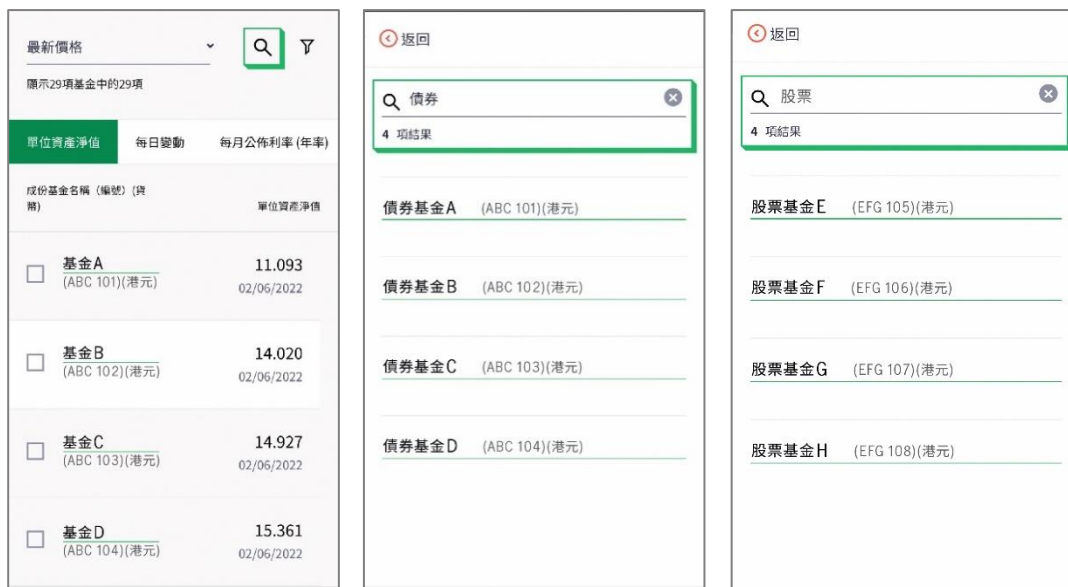 最新價格
顯示29項基金中的29項
單位資產淨值 每日變動 每月公佈利率 (年率)
成份基金名稱（編號）(貨
幣)
單位資產淨值
基金A 11.093
(ABC 101)(港元) 02/06/2022
基金B 14.020
(ABC 102)(港元) 02/06/2022
基金C 14.927
(ABC 103)(港元) 02/06/2022
基金D 15.361
(ABC 104)(港元) 02/06/2022
返回
債券
4 項結果
債券基金A (ABC 101)(港元)
債券基金B (ABC 102)(港元)
債券基金C (ABC 103)(港元)
債券基金D (ABC 104)(港元)
返回
股票
4 項結果
股票基金E (EFG 105)(港元)
股票基金F (EFG 106)(港元)
股票基金G (EFG 107)(港元)
股票基金H (EFG 108)(港元)